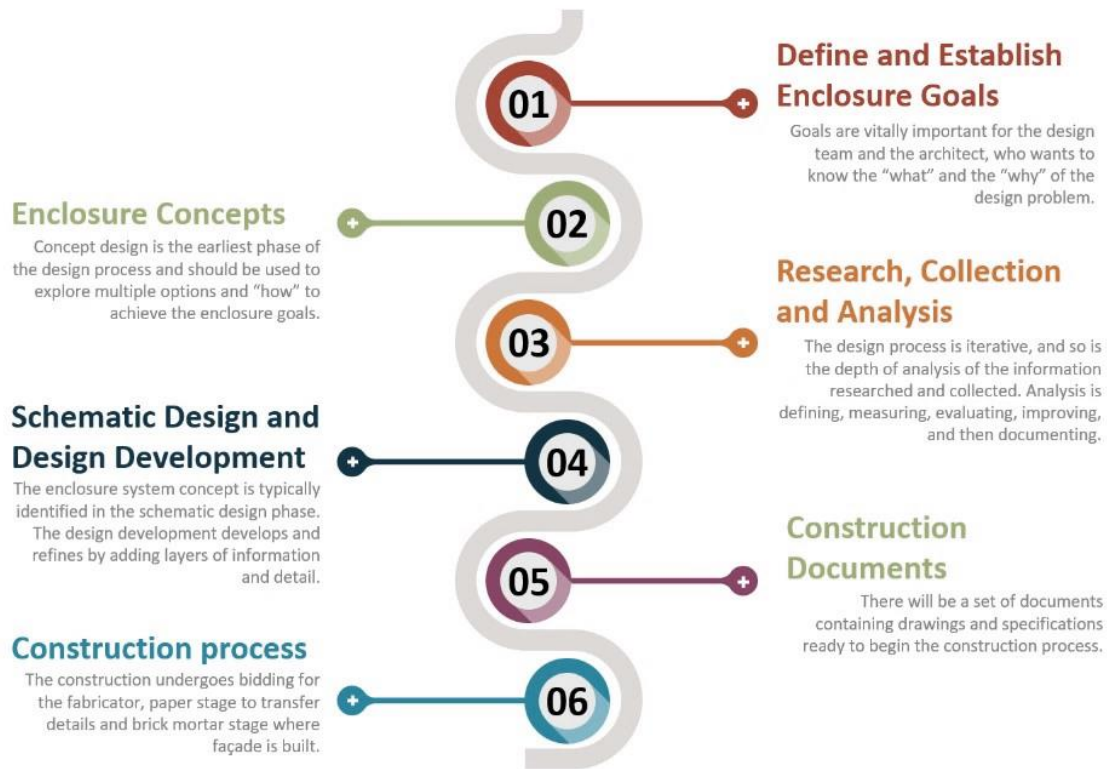 01
Define and Establish
Enclosure Goals
Goals are vitally important for the design
team and the architect, who wants to
know the “what” and the “why” of the
design problem.
02
Enclosure Concepts
Concept design is the earliest phase of
the design process and should be used to
explore multiple options and “how” to
achieve the enclosure goals.
03
Research, Collection
and Analysis
The design process is iterative, and so is
the depth of analysis of the information
researched and collected. Analysis is
defining, measuring, evaluating, improving,
and then documenting.
04
Schematic Design and
Design Development
The enclosure system concept is typically
identified in the schematic design phase.
The design development develops and
refines by adding layers of information
and detail.
05
Construction
Documents
There will be a set of documents
containing drawings and specifications
ready to begin the construction process.
06
Construction process
The construction undergoes bidding for
the fabricator, paper stage to transfer
details and brick mortar stage where
façade is built.